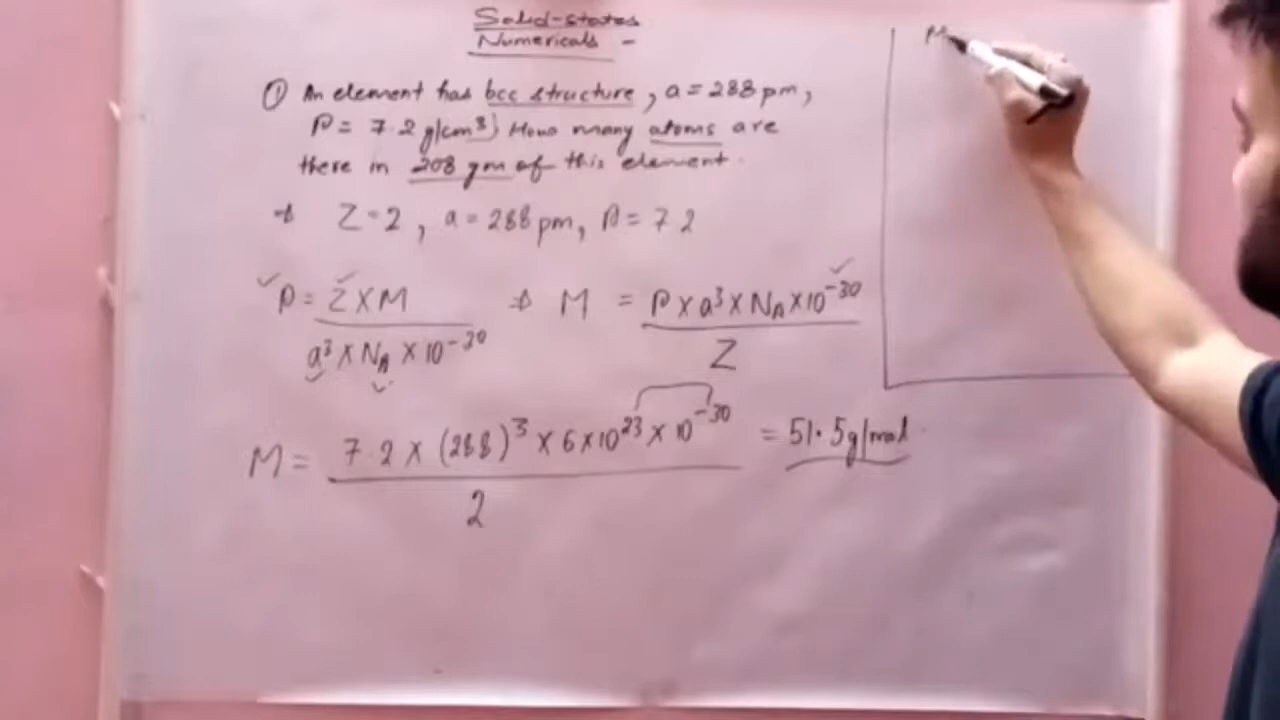 Solid-states
Numericals -
① An element has bcc structure, a = 288 pm,
ρ = 7.2 g/cm³) How many atoms are
there in 208 gm of this element.
→ Z = 2, a = 288 pm, ρ = 7.2
ρ = Z × M / a³ × N_A × 10⁻³⁰ ⇒ M = ρ × a³ × N_A × 10⁻³⁰ / Z
M = 7.2 × (288)³ × 6 × 10²³ × 10⁻³⁰ / 2 = 51.5 g/mol
M